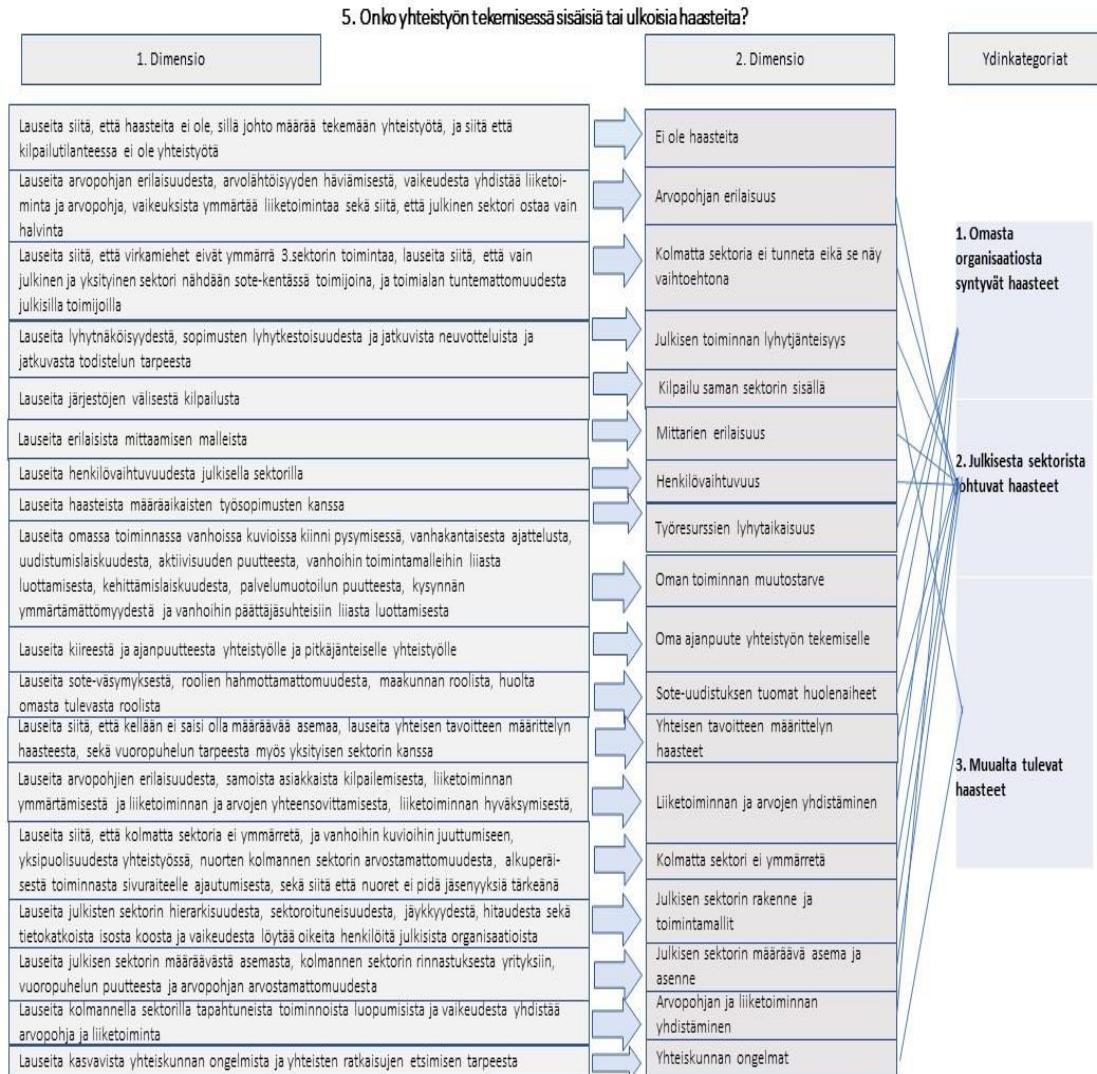 5. Onko yhteistyön tekemisessä sisäisiä tai ulkoisia haasteita?
1. Dimensio
2. Dimensio
Ydinkategoriat
Lauseita siitä, että haasteita ei ole, sillä johto määrää tekemään yhteistyötä, ja siitä että
kilpailutilanteessa ei ole yhteistyötä
Ei ole haasteita
Lauseita arvopohjan erilaisuudesta, arvolähtöisyyden häviämisestä, vaikeudesta yhdistää liiketoi-
minta ja arvopohja, vaikeuksista ymmärtää liiketoimintaa sekä siitä, että julkinen sektori ostaa vain
halvinta
Arvopohjan erilaisuus
Lauseita siitä, että virkamiehet eivät ymmärrä 3.sektorin toimintaa, lauseita siitä, että vain
julkinen ja yksityinen sektori nähdään sote-kentässä toimijoina, ja toimialan tuntemattomuudesta
julkisilla toimijoilla
Kolmatta sektoria ei tunneta eikä se näy
vaihtoehtona
Lauseita lyhytnäköisyydestä, sopimusten lyhytkestoisuudesta ja jatkuvista neuvotteluista ja
jatkuvasta todistelun tarpeesta
Julkisen toiminnan lyhytjänteisyys
Lauseita järjestöjen välisestä kilpailusta
Kilpailu saman sektorin sisällä
Lauseita erilaisista mittaamisen malleista
Mittarien erilaisuus
Lauseita henkilövaihtuvuudesta julkisella sektorilla
Henkilövaihtuvuus
Lauseita haasteista määräaikaisten työsopimusten kanssa
Työresurssien lyhytaikaisuus
Lauseita omassa toiminnassa vanhoissa kuvioissa kiinni pysymisessä, vanhakantaisesta ajattelusta,
uudistumislaiskuudesta, aktiivisuuden puutteesta, vanhoihin toimintamalleihin liiasta
luottamisesta, kehittämislaiskuudesta, palvelumuotoilun puutteesta, kysynnän
ymmärtämättömyydestä ja vanhoihin päättäjäsuhteisiin liiasta luottamisesta
Oman toiminnan muutostarve
Lauseita kiireestä ja ajanpuutteesta yhteistyölle ja pitkäjänteiselle yhteistyölle
Oma ajanpuute yhteistyön tekemiselle
Lauseita sote-väsymyksestä, roolien hahmottamattomuudesta, maakunnan roolista, huolta
omasta tulevasta roolista
Sote-uudistuksen tuomat huolenaiheet
Lauseita siitä, että kellään ei saisi olla määräävää asemaa, lauseita yhteisen tavoitteen määrittelyn
haasteesta, sekä vuoropuhelun tarpeesta myös yksityisen sektorin kanssa
Yhteisen tavoitteen määrittelyn
haasteet
Lauseita arvopohjien erilaisuudesta, samoista asiakkaista kilpailemisesta, liiketoiminnan
ymmärtämisestä ja liiketoiminnan ja arvojen yhteensovittamisesta, liiketoiminnan hyväksymisestä,
Liiketoiminnan ja arvojen yhdistäminen
Lauseita siitä, että kolmatta sektoria ei ymmärretä, ja vanhoihin kuvioihin juuttumiseen,
yksipuolisuudesta yhteistyössä, nuorten kolmannen sektorin arvostamattomuudesta, alkuperäi-
sestä toiminnasta sivuraiteelle ajautumisesta, sekä siitä että nuoret ei pidä jäsenyyksiä tärkeänä
Kolmatta sektori ei ymmärretä
Lauseita julkisten sektorin hierarkisuudesta, sektoroituneisuudesta, jäykkyydestä, hitaudesta sekä
tietokatkoista isosta koosta ja vaikeudesta löytää oikeita henkilöitä julkisista organisaatioista
Julkisen sektorin rakenne ja
toimintamallit
Lauseita julkisen sektorin määräävästä asemasta, kolmannen sektorin rinnastuksesta yrityksiin,
vuoropuhelun puutteesta ja arvopohjan arvostamattomuudesta
Julkisen sektorin määräävä asema ja
asenne
Lauseita kolmannella sektorilla tapahtuneista toiminnoista luopumisista ja vaikeudesta yhdistää
arvopohja ja liiketoiminta
Arvopohjan ja liiketoiminnan
yhdistäminen
Lauseita kasvavista yhteiskunnan ongelmista ja yhteisten ratkaisujen etsimisen tarpeesta
Yhteiskunnan ongelmat
1. Omasta
organisaatiosta
syntyvät haasteet
2. Julkisesta sektorista
johtuvat haasteet
3. Muualta tulevat
haasteet